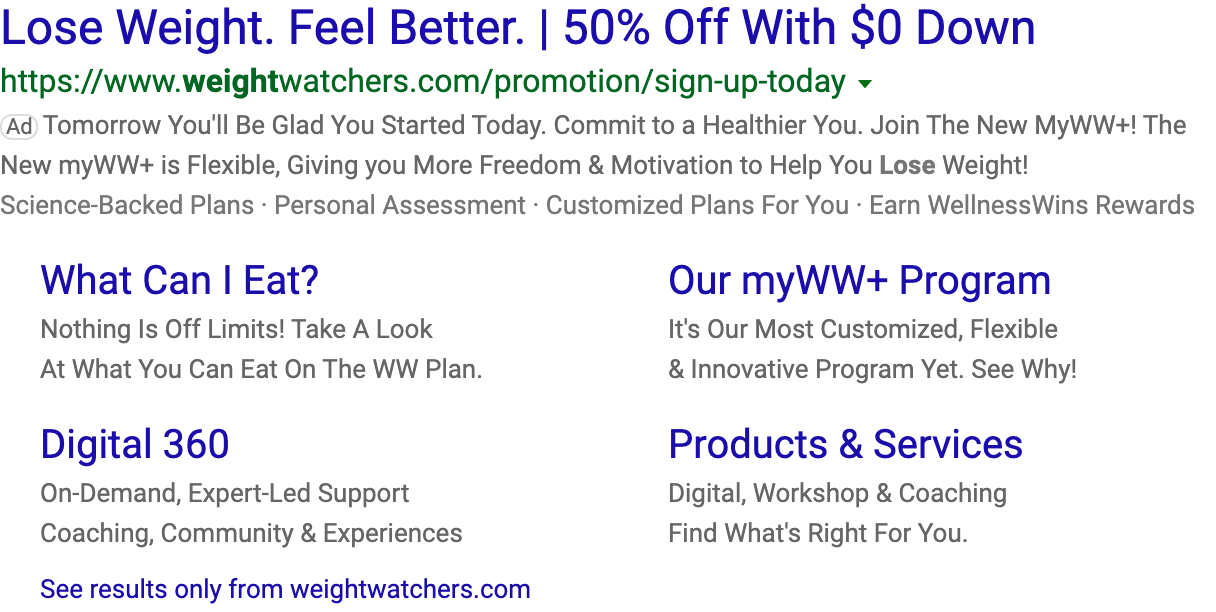 Lose Weight. Feel Better. | 50% Off With $0 Down
https://www.weightwatchers.com/promotion/sign-up-today
Ad Tomorrow You'll Be Glad You Started Today. Commit to a Healthier You. Join The New MyWW+! The
New myWW+ is Flexible, Giving you More Freedom & Motivation to Help You Lose Weight!
Science-Backed Plans · Personal Assessment · Customized Plans For You · Earn WellnessWins Rewards
What Can I Eat?
Nothing Is Off Limits! Take A Look
At What You Can Eat On The WW Plan.
Our myWW+ Program
It's Our Most Customized, Flexible
& Innovative Program Yet. See Why!
Digital 360
On-Demand, Expert-Led Support
Coaching, Community & Experiences
Products & Services
Digital, Workshop & Coaching
Find What's Right For You.
See results only from weightwatchers.com